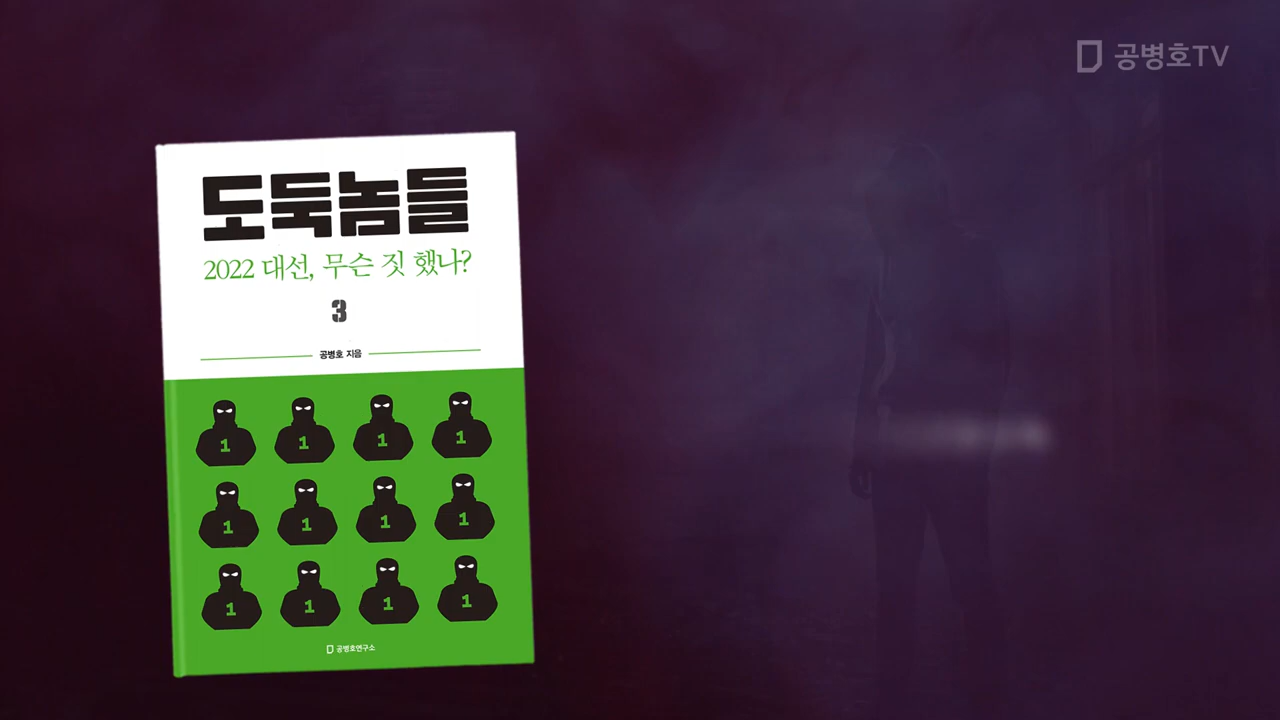 공병호TV
도둑놈들
2022 대선, 무슨 짓 했나?
3
공병호 지음
1 1 1 1
1 1 1 1
1 1 1 1
공병호연구소